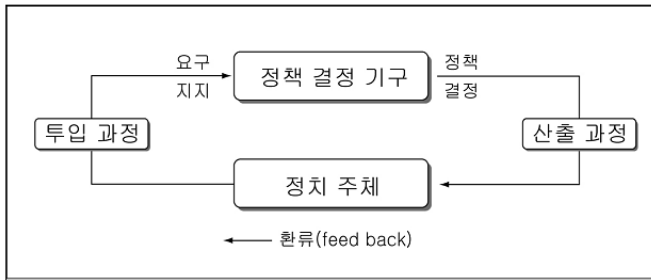 요구
지지
정책 결정 기구
정책
결정
투입 과정
산출 과정
정치 주체
환류(feed back)